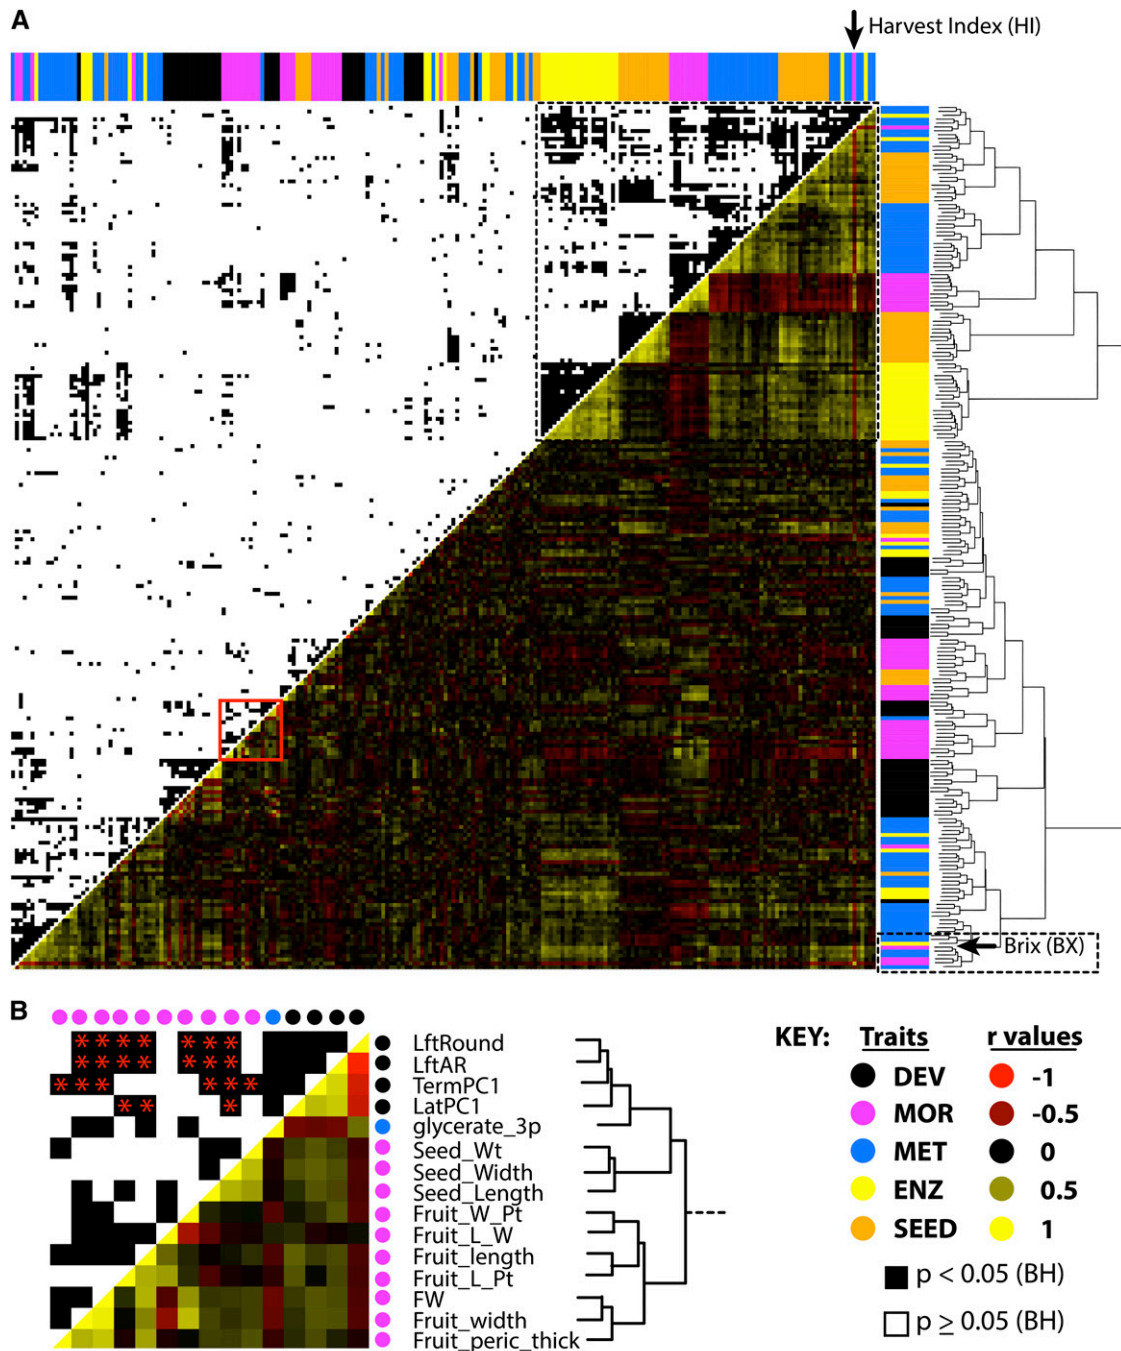 A
Harvest Index (HI)
Brix (BX)
B
* * * * * * *
* * * * * * *
* * * * * *
* * *
LftRound
LftAR
TermPC1
LatPC1
glycerate_3p
Seed_Wt
Seed_Width
Seed_Length
Fruit_W_Pt
Fruit_L_W
Fruit_length
Fruit_L_Pt
FW
Fruit_width
Fruit_peric_thick
KEY: Traits r values
DEV -1
MOR -0.5
MET 0
ENZ 0.5
SEED 1
p < 0.05 (BH)
p ≥ 0.05 (BH)